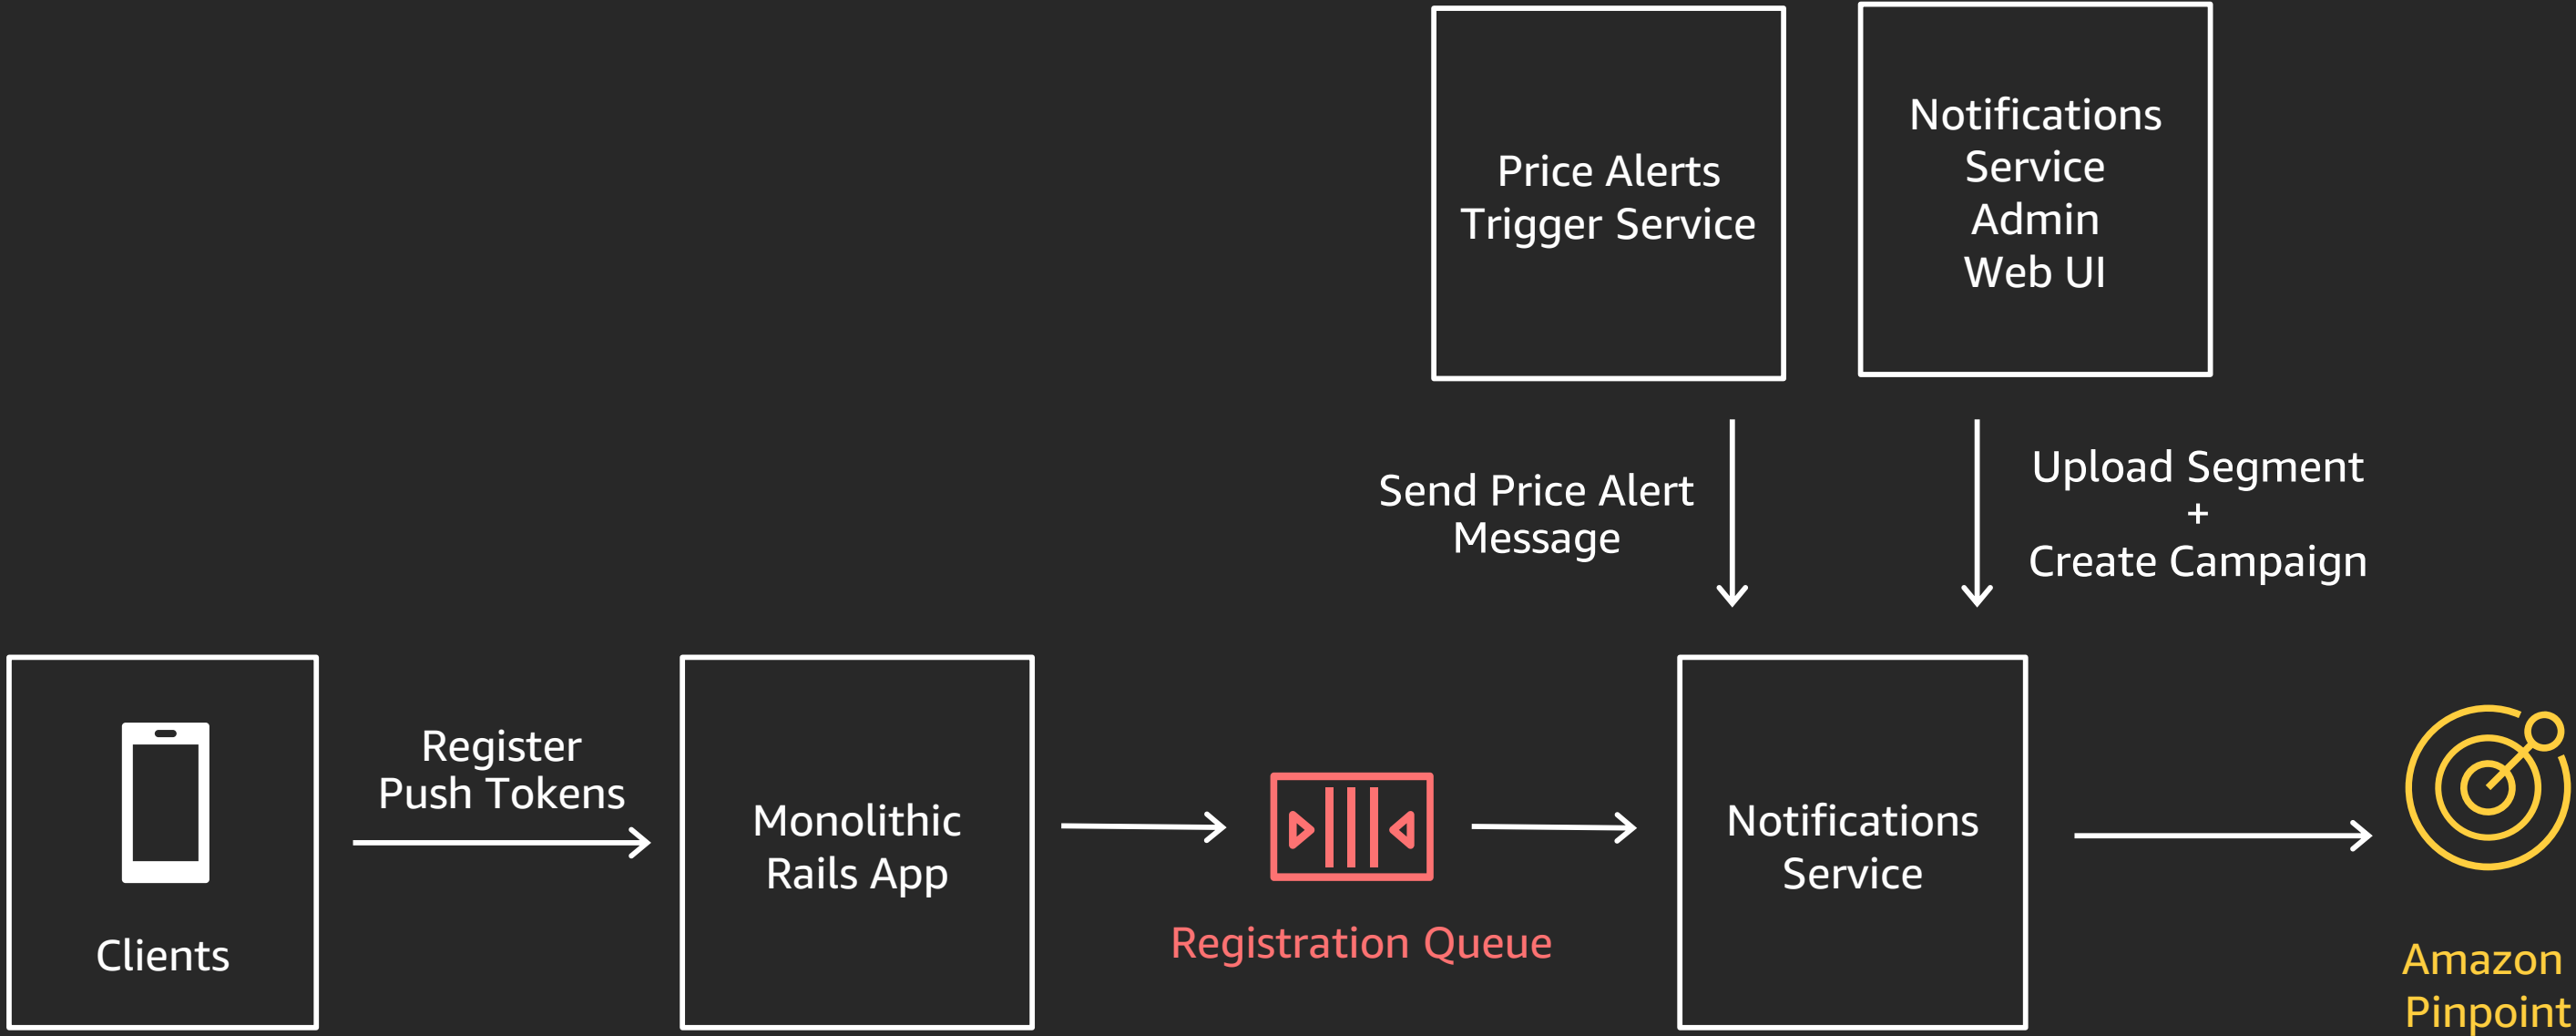 Price Alerts
Trigger Service
Notifications
Service
Admin
Web UI
Send Price Alert
Message
Upload Segment
+
Create Campaign
Clients
Register
Push Tokens
Monolithic
Rails App
Registration Queue
Notifications
Service
Amazon
Pinpoint